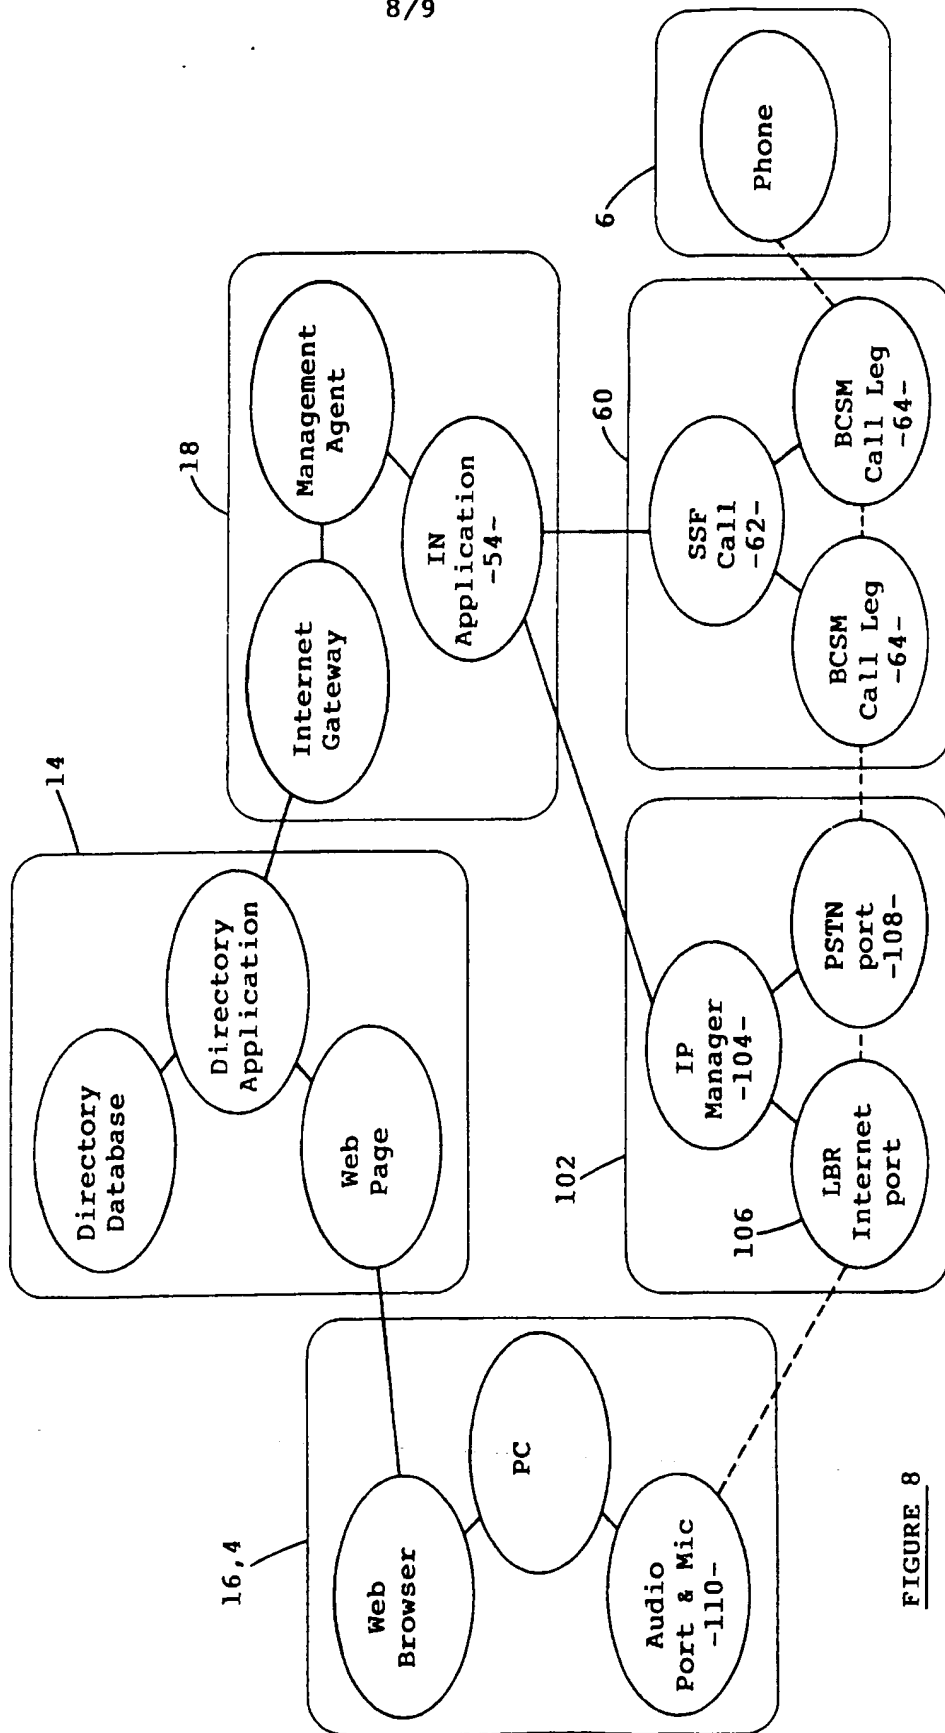 8/9
16,4
Web
Browser
PC
Audio
Port & Mic
-110-
14
Directory
Database
Directory
Application
Web
Page
18
Internet
Gateway
Management
Agent
IN
Application
-54-
102
IP
Manager
-104-
106
LBR
Internet
port
PSTN
port
-108-
60
SSF
Call
-62-
BCSM
Call Leg
-64-
BCSM
Call Leg
-64-
6
Phone
FIGURE 8